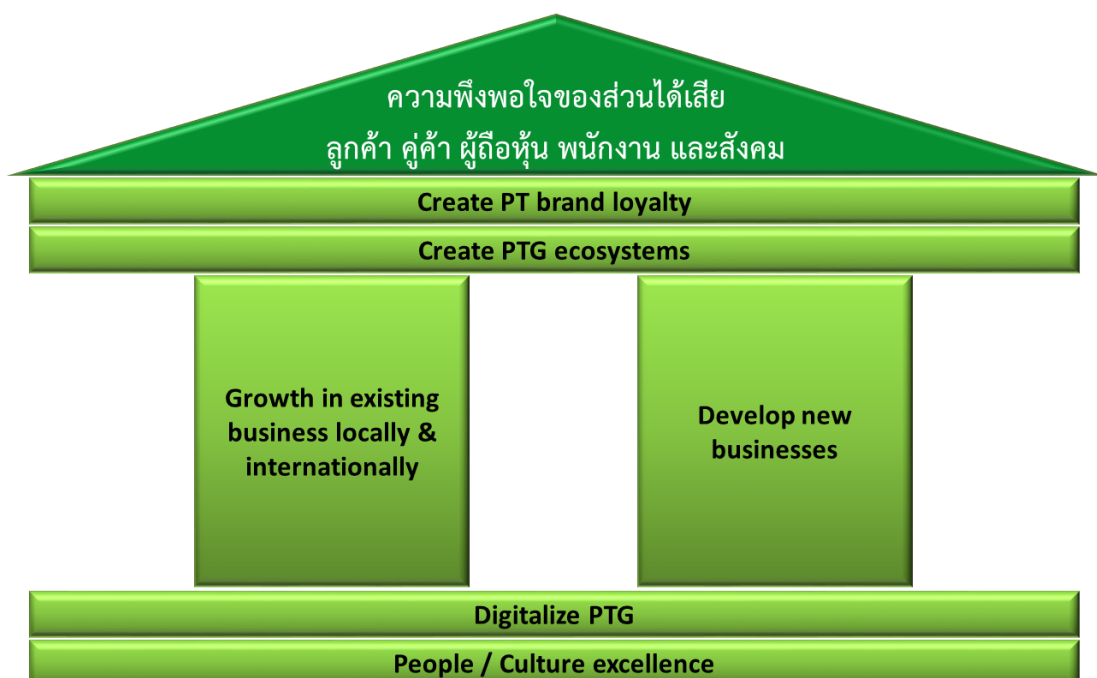 ความพึงพอใจของส่วนได้เสีย
ลูกค้า คู่ค้า ผู้ถือหุ้น พนักงาน และสังคม
Create PT brand loyalty
Create PTG ecosystems
Growth in existing
business locally &
internationally
Develop new
businesses
Digitalize PTG
People / Culture excellence